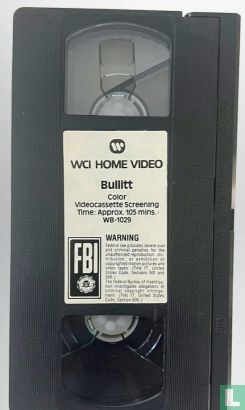 WCI HOME VIDEO
Bullitt
Color
Videocassette Screening
Time: Approx. 105 mins.
WB-1029
WARNING
Federal law provides severe civil
and criminal penalties for the
unauthorized reproduction, dis-
tribution, or exhibition of
copyrighted motion pictures and
video tapes. (Title 17, United
States Code, Sections 501 and
506.)
The Federal Bureau of Investiga-
tion investigates allegations of
criminal copyright infringe-
ment. (Title 17, United States
Code, Section 506.)
FBI